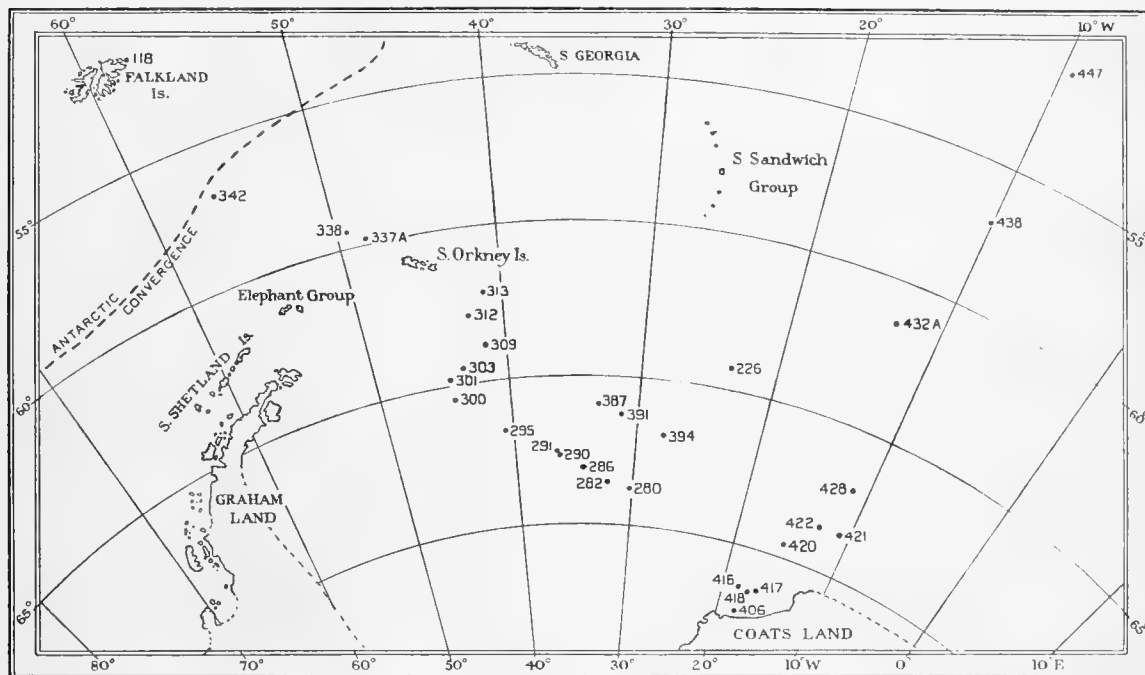 60° 50° 40° 30° 20° 10° W
118
FALKLAND
Is.
S GEORGIA
447
S Sandwich
Group
342
55°
338
337A
438
55°
S. Orkney Is.
ANTARCTIC
CONVERGENCE
Elephant Group
313
312
432A
309
S. SHETLAND Is.
303
301
300
226
387
391
60°
60°
295
394
291
290
286
282
280
GRAHAM
LAND
428
422
421
420
416
417
418
406
65°
65°
COATS LAND
80° 70° 50° 40° 30° 20° 10°W 0° 10°E